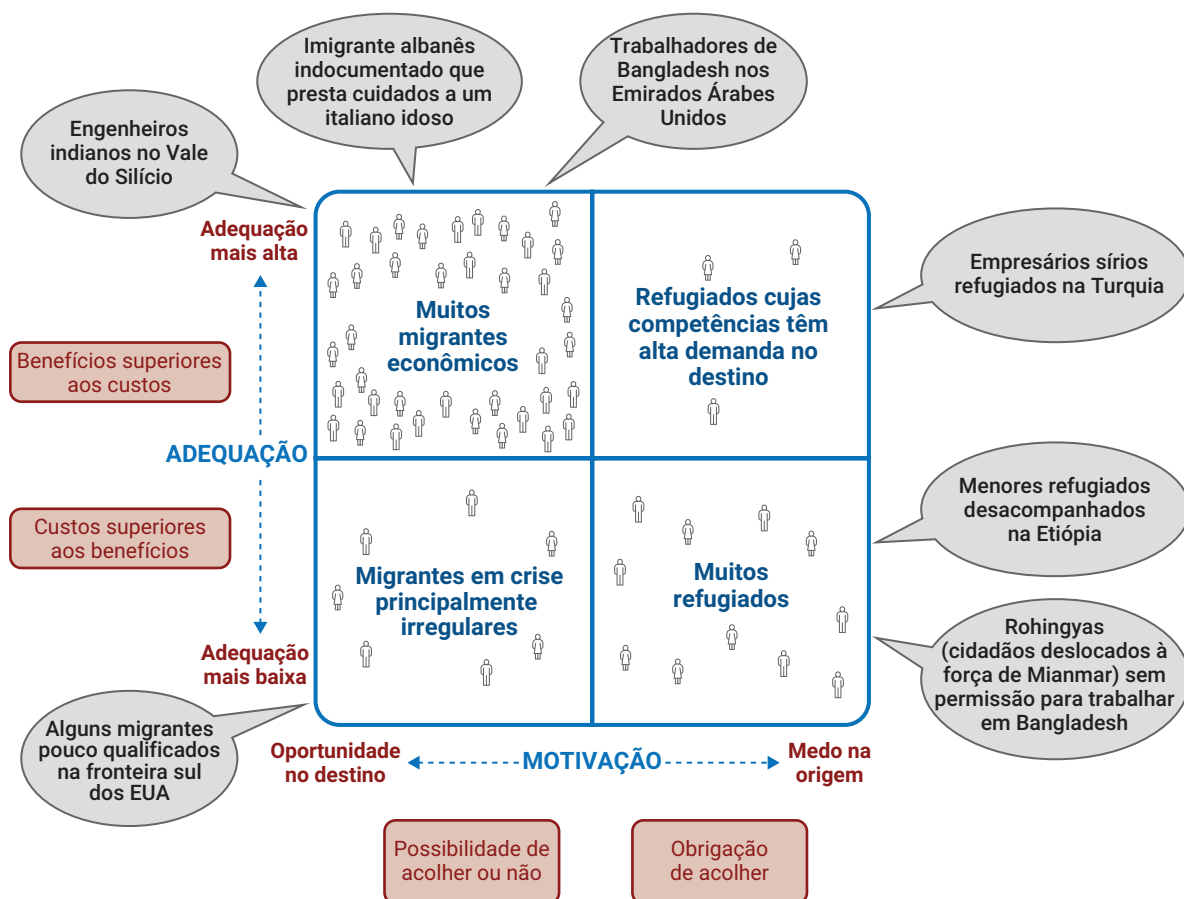 Imigrante albanês
indocumentado que
presta cuidados a um
italiano idoso
Trabalhadores de
Bangladesh nos
Emirados Árabes
Unidos
Engenheiros
indianos no Vale
do Silício
Adequação
mais alta
Muitos
migrantes
econômicos
Refugiados cujas
competências têm
alta demanda no
destino
Empresários sírios
refugiados na Turquia
Benefícios superiores
aos custos
ADEQUAÇÃO
Custos superiores
aos benefícios
Migrantes em crise
principalmente
irregulares
Muitos
refugiados
Menores refugiados
desacompanhados
na Etiópia
Adequação
mais baixa
Rohingyas
(cidadãos deslocados à
força de Mianmar) sem
permissão para trabalhar
em Bangladesh
Alguns migrantes
pouco qualificados
na fronteira sul
dos EUA
Oportunidade
no destino
MOTIVAÇÃO
Medo na
origem
Possibilidade de
acolher ou não
Obrigação
de acolher